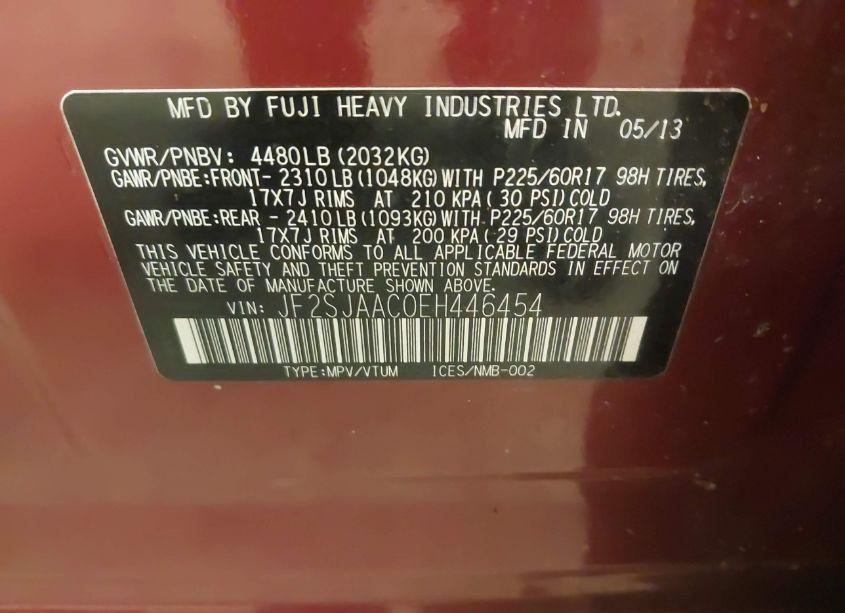 MFD BY FUJI HEAVY INDUSTRIES LTD.
MFD IN 05/13
GVWR/PNBV: 4480LB(2032KG)
GAWR/PNBE:FRONT-2310LB(1048KG)WITH P225/60R17 98H TIRES,
17X7J RIMS AT 210 KPA( 30 PSI)COLD
GAWR/PNBE:REAR -2410LB(1093KG)WITH P225/60R17 98H TIRES,
17X7J RIMS AT 200 KPA( 29 PSI)COLD
THIS VEHICLE CONFORMS TO ALL APPLICABLE FEDERAL MOTOR
VEHICLE SAFETY AND THEFT PREVENTION STANDARDS IN EFFECT ON
THE DATE OF MANUFACTURE SHOWN ABOVE.
VIN: JF2SJAAC0EH446454
TYPE:MPV/VTUM ICES/NMB-002